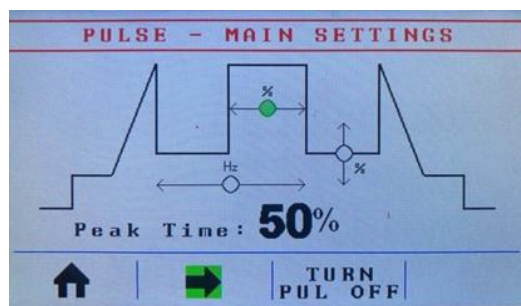 PULSE - MAIN SETTINGS
%
Hz
%
Peak Time: 50%
TURN
PUL OFF